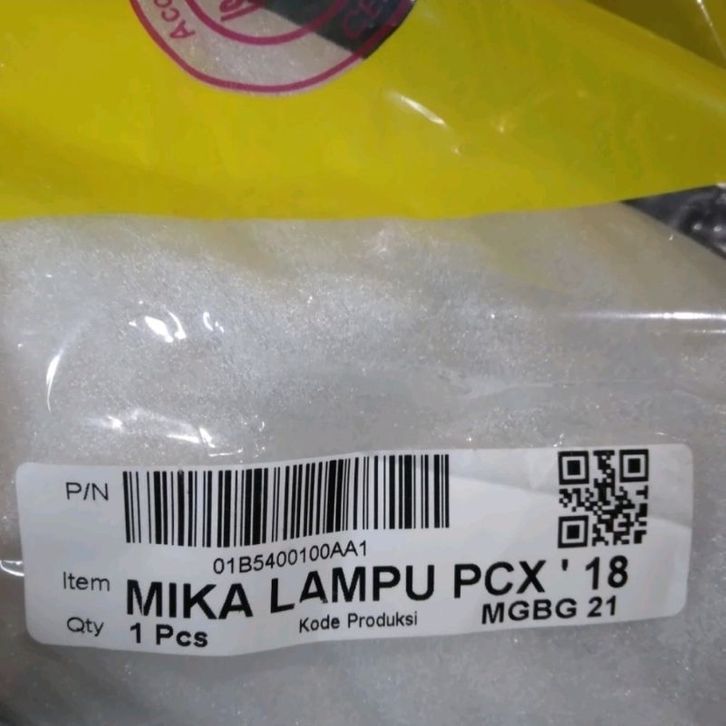 P/N
01B5400100AA1
Item MIKA LAMPU PCX ' 18
Qty 1 Pcs Kode Produksi MGBG 21